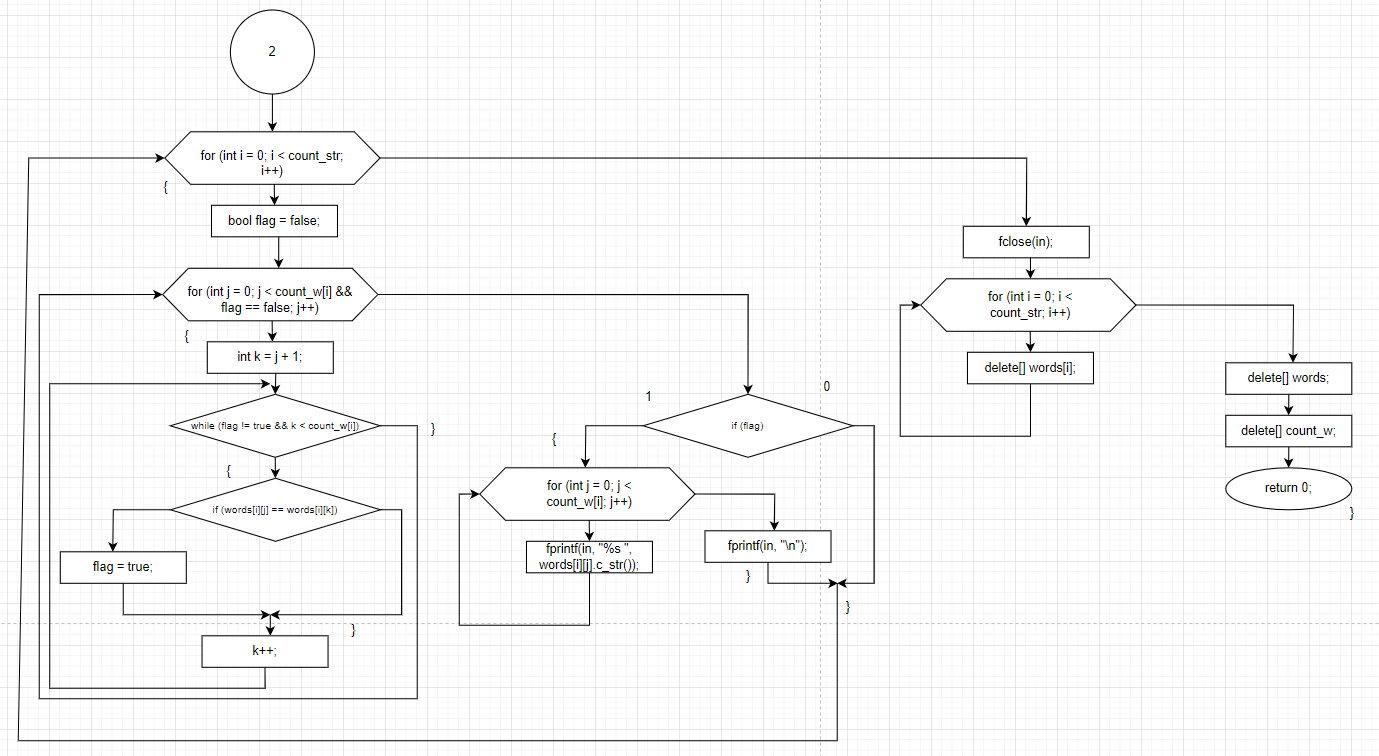 2
for (int i = 0; i < count_str;
i++)
{
bool flag = false;
for (int j = 0; j < count_w[i] &&
flag == false; j++)
{
int k = j + 1;
while (flag != true && k < count_w[i])
}
{
if (words[i][j] == words[i][k])
flag = true;
}
k++;
1
0
if (flag)
{
for (int j = 0; j <
count_w[i]; j++)
fprintf(in, "%s ",
words[i][j].c_str());
fprintf(in, "\n");
}
}
fclose(in);
for (int i = 0; i <
count_str; i++)
delete[] words[i];
delete[] words;
delete[] count_w;
return 0;
}